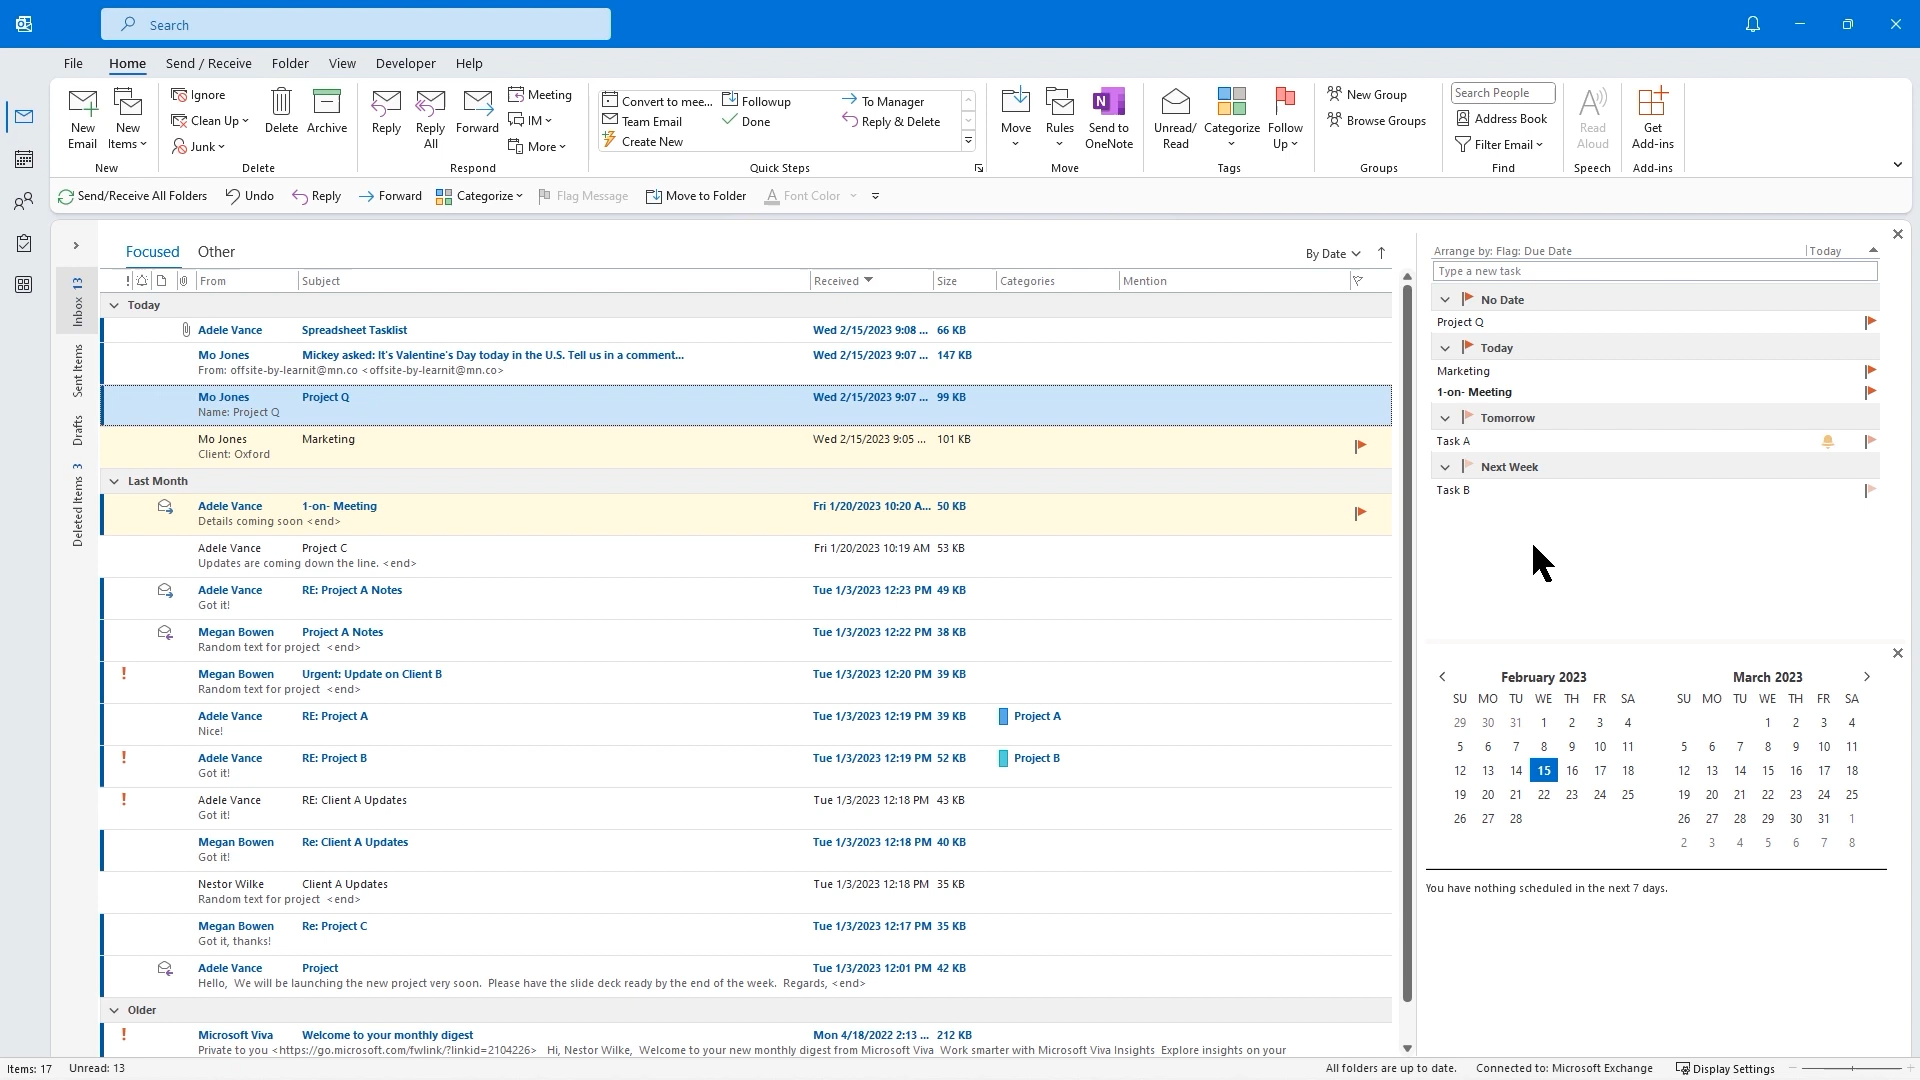 Search
File Home Send / Receive Folder View Developer Help
New Email
New Items
New
Ignore
Clean Up
Junk
Delete
Archive
Delete
Reply
Reply All
Forward
Meeting
IM
More
Respond
Convert to mee...
Team Email
Create New
Followup
Done
To Manager
Reply & Delete
Quick Steps
Move
Rules
Send to OneNote
Move
Unread/ Read
Categorize
Follow Up
Tags
New Group
Browse Groups
Groups
Search People
Address Book
Filter Email
Find
Read Aloud
Speech
Get Add-ins
Add-ins
Send/Receive All Folders Undo Reply Forward Categorize Flag Message Move to Folder Font Color
Inbox 13
Sent Items
Drafts
Deleted Items 3
Focused Other By Date
! From Subject Received Size Categories Mention
Today
Adele Vance Spreadsheet Tasklist Wed 2/15/2023 9:08 ... 66 KB
Mo Jones Mickey asked: It's Valentine's Day today in the U.S. Tell us in a comment... Wed 2/15/2023 9:07 ... 147 KB
From: offsite-by-learnit@mn.co <offsite-by-learnit@mn.co>
Mo Jones Project Q Wed 2/15/2023 9:07 ... 99 KB
Name: Project Q
Mo Jones Marketing Wed 2/15/2023 9:05 ... 101 KB
Client: Oxford
Last Month
Adele Vance 1-on- Meeting Fri 1/20/2023 10:20 A... 50 KB
Details coming soon <end>
Adele Vance Project C Fri 1/20/2023 10:19 AM 53 KB
Updates are coming down the line. <end>
Adele Vance RE: Project A Notes Tue 1/3/2023 12:23 PM 49 KB
Got it!
Megan Bowen Project A Notes Tue 1/3/2023 12:22 PM 38 KB
Random text for project <end>
! Megan Bowen Urgent: Update on Client B Tue 1/3/2023 12:20 PM 39 KB
Random text for project <end>
Adele Vance RE: Project A Tue 1/3/2023 12:19 PM 39 KB Project A
Nice!
! Adele Vance RE: Project B Tue 1/3/2023 12:19 PM 52 KB Project B
Got it!
! Adele Vance RE: Client A Updates Tue 1/3/2023 12:18 PM 43 KB
Got it!
Megan Bowen Re: Client A Updates Tue 1/3/2023 12:18 PM 40 KB
Got it!
Nestor Wilke Client A Updates Tue 1/3/2023 12:18 PM 35 KB
Random text for project <end>
Megan Bowen Re: Project C Tue 1/3/2023 12:17 PM 35 KB
Got it, thanks!
Adele Vance Project Tue 1/3/2023 12:01 PM 42 KB
Hello, We will be launching the new project very soon. Please have the slide deck ready by the end of the week. Regards, <end>
Older
! Microsoft Viva Welcome to your monthly digest Mon 4/18/2022 2:13 ... 212 KB
Private to you <https://go.microsoft.com/fwlink/?linkid=2104226> Hi, Nestor Wilke, Welcome to your new monthly digest from Microsoft Viva Work smarter with Microsoft Viva Insights Explore insights on your
Arrange by: Flag: Due Date Today
Type a new task
No Date
Project Q
Today
Marketing
1-on- Meeting
Tomorrow
Task A
Next Week
Task B
February 2023
SU MO TU WE TH FR SA
29 30 31 1 2 3 4
5 6 7 8 9 10 11
12 13 14 15 16 17 18
19 20 21 22 23 24 25
26 27 28
March 2023
SU MO TU WE TH FR SA
1 2 3 4
5 6 7 8 9 10 11
12 13 14 15 16 17 18
19 20 21 22 23 24 25
26 27 28 29 30 31 1
2 3 4 5 6 7 8
You have nothing scheduled in the next 7 days.
Items: 17 Unread: 13 All folders are up to date. Connected to: Microsoft Exchange Display Settings